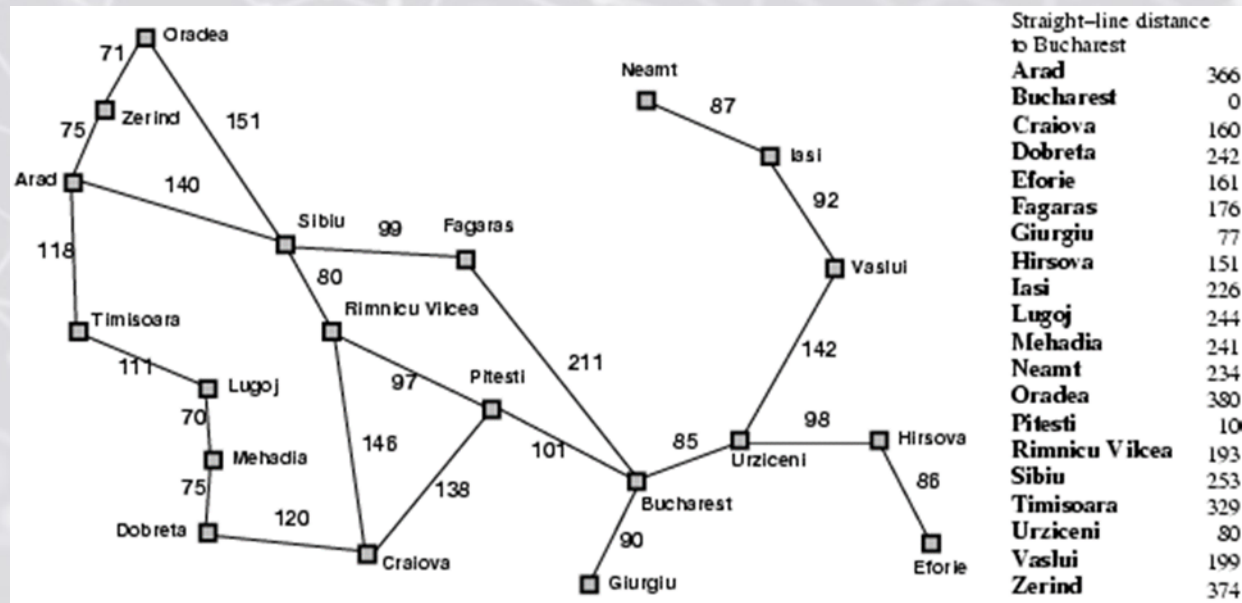 Oradea
71
Neamt
87
Zerind
151
75
Iasi
Arad
140
92
Sibiu
99
Fagaras
118
80
Vaslui
Rimnicu Vilcea
Timisoara
142
111
211
Lugoj
97
Pitesti
70
98
Hirsova
146
85
Mehadia
101
Urziceni
86
75
138
Bucharest
120
Dobreta
90
Craiova
Eforie
Giurgiu
Straight–line distance
to Bucharest
Arad 366
Bucharest 0
Craiova 160
Dobreta 242
Eforie 161
Fagaras 176
Giurgiu 77
Hirsova 151
Iasi 226
Lugoj 244
Mehadia 241
Neamt 234
Oradea 380
Pitesti 10
Rimnicu Vilcea 193
Sibiu 253
Timisoara 329
Urziceni 80
Vaslui 199
Zerind 374